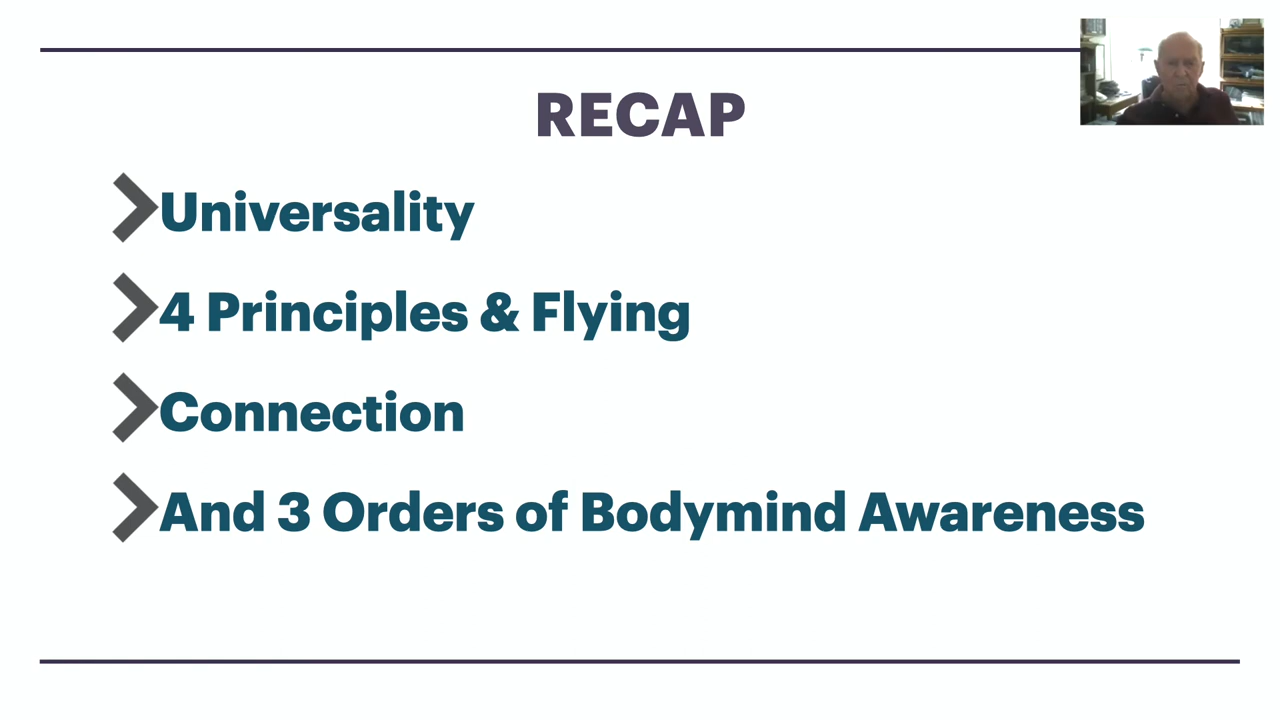 RECAP
Universality
4 Principles & Flying
Connection
And 3 Orders of Bodymind Awareness